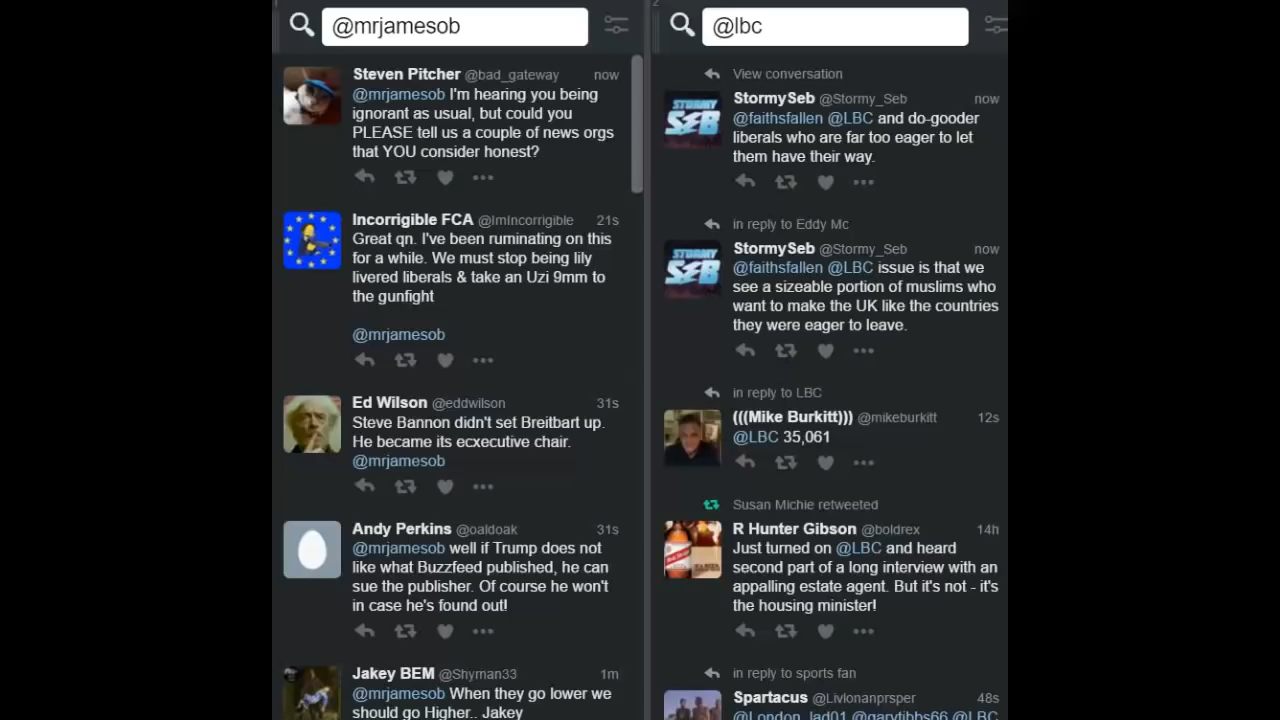 @mrjamesob
Steven Pitcher @bad_gateway now
@mrjamesob I'm hearing you being
ignorant as usual, but could you
PLEASE tell us a couple of news orgs
that YOU consider honest?
Incorrigible FCA @ImIncorrigible 21s
Great qn. I've been ruminating on this
for a while. We must stop being lily
livered liberals & take an Uzi 9mm to
the gunfight
@mrjamesob
Ed Wilson @eddwilson 31s
Steve Bannon didn't set Breitbart up.
He became its ecxecutive chair.
@mrjamesob
Andy Perkins @oaldoak 31s
@mrjamesob well if Trump does not
like what Buzzfeed published, he can
sue the publisher. Of course he won't
in case he's found out!
Jakey BEM @Shyman33 1m
@mrjamesob When they go lower we
should go Higher.. Jakey
2
@lbc
View conversation
StormySeb @Stormy_Seb now
STORMY
SEB
@faithsfallen @LBC and do-gooder
liberals who are far too eager to let
them have their way.
in reply to Eddy Mc
StormySeb @Stormy_Seb now
STORMY
SEB
@faithsfallen @LBC issue is that we
see a sizeable portion of muslims who
want to make the UK like the countries
they were eager to leave.
in reply to LBC
(((Mike Burkitt))) @mikeburkitt 12s
@LBC 35,061
Susan Michie retweeted
R Hunter Gibson @boldrex 14h
Just turned on @LBC and heard
second part of a long interview with an
appalling estate agent. But it's not - it's
the housing minister!
in reply to sports fan
Spartacus @Livlonanprsper 48s
@London_lad01 @garytibbs66 @LBC